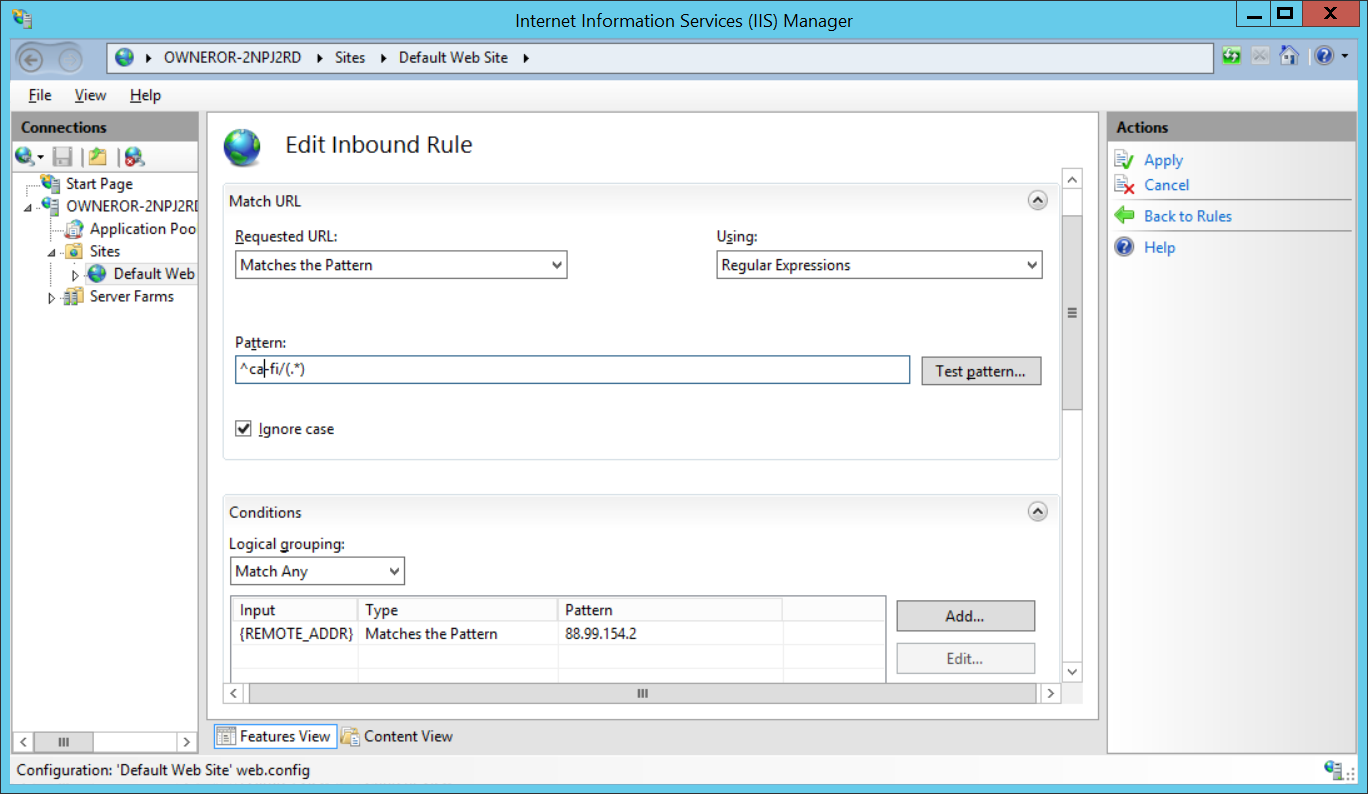 Internet Information Services (IIS) Manager
OWNEROR-2NPJ2RD Sites Default Web Site
File View Help
Connections
Start Page
OWNEROR-2NPJ2RD
Application Poo
Sites
Default Web
Server Farms
Edit Inbound Rule
Match URL
Requested URL: Using:
Matches the Pattern Regular Expressions
Pattern:
^ca-fi/(.*) Test pattern...
Ignore case
Conditions
Logical grouping:
Match Any
Input Type Pattern
{REMOTE_ADDR} Matches the Pattern 88.99.154.2
Add...
Edit...
Features View Content View
Actions
Apply
Cancel
Back to Rules
Help
Configuration: 'Default Web Site' web.config